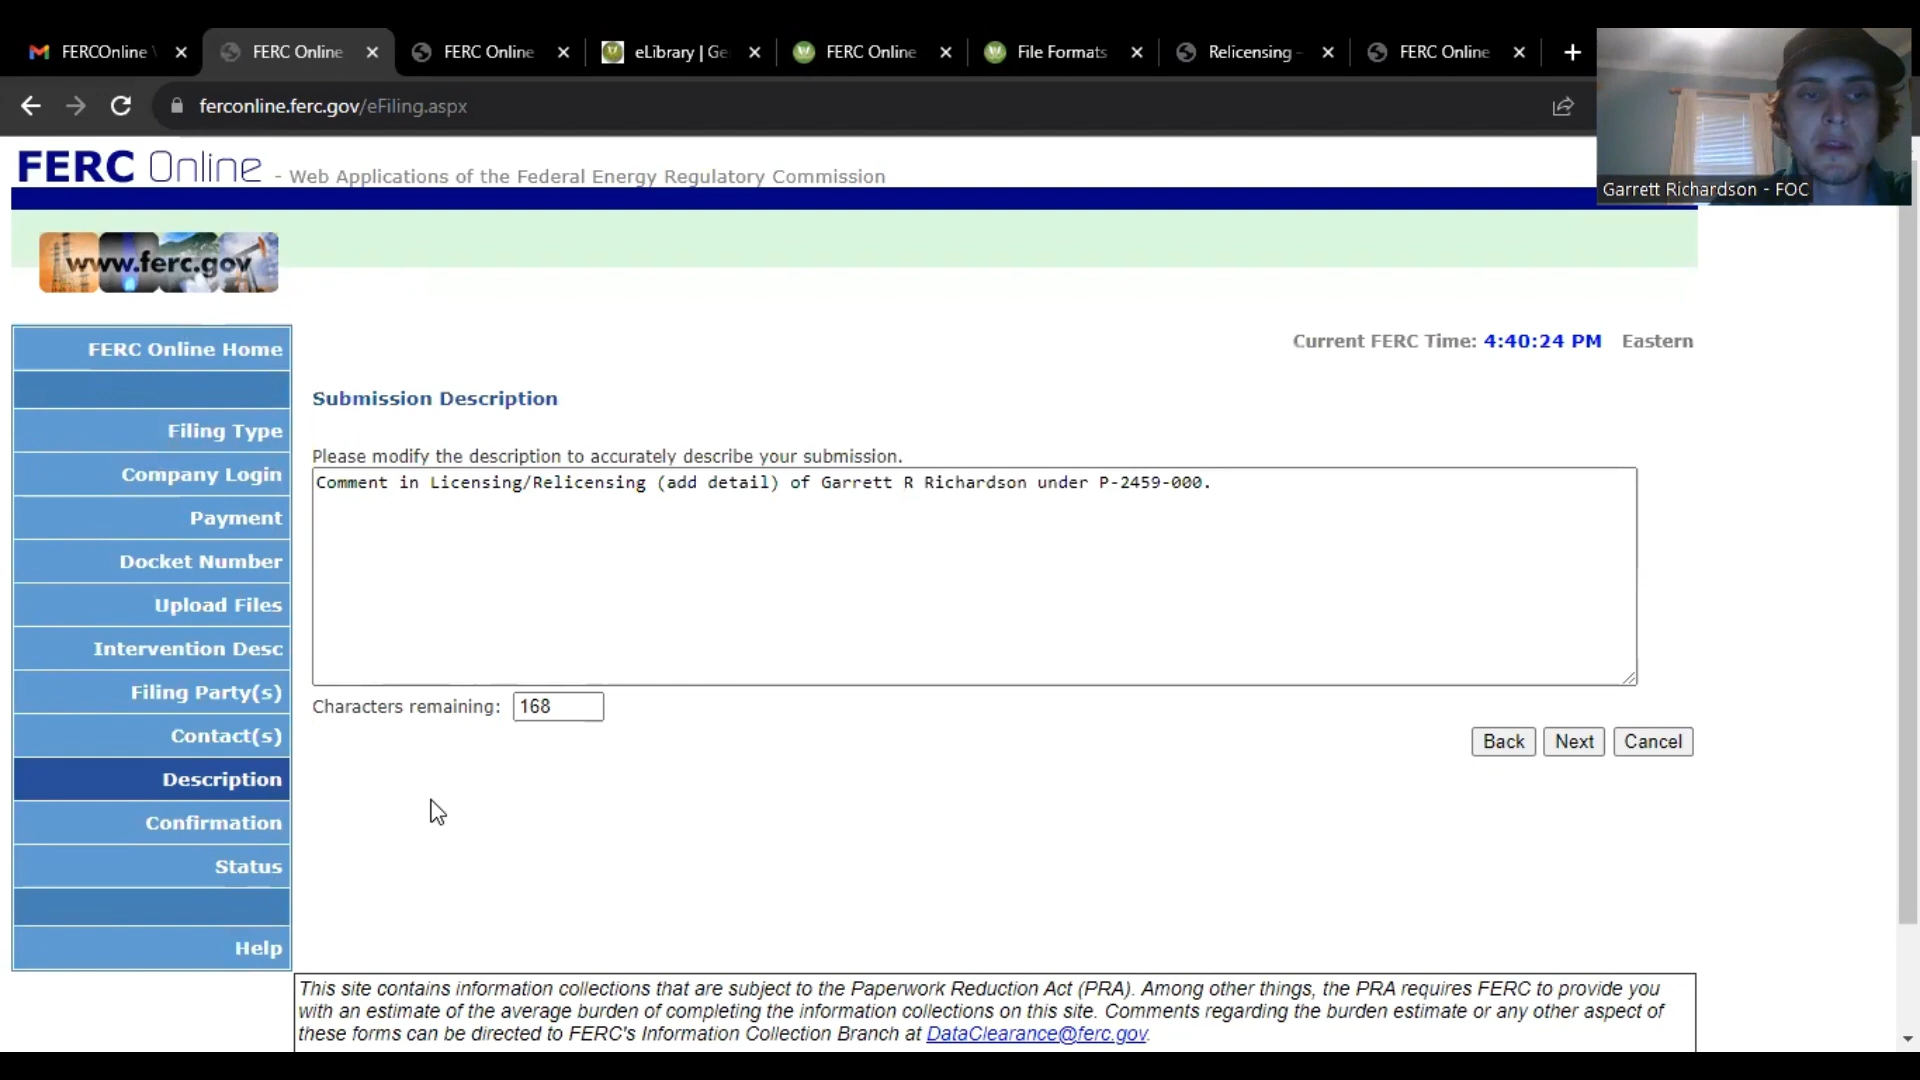 FERCOnline
FERC Online
FERC Online
eLibrary | Ge
FERC Online
File Formats
Relicensing -
FERC Online
ferconline.ferc.gov/eFiling.aspx
Garrett Richardson - FOC
FERC Online - Web Applications of the Federal Energy Regulatory Commission
www.ferc.gov
Current FERC Time: 4:40:24 PM Eastern
FERC Online Home
Filing Type
Company Login
Payment
Docket Number
Upload Files
Intervention Desc
Filing Party(s)
Contact(s)
Description
Confirmation
Status
Help
Submission Description
Please modify the description to accurately describe your submission.
Comment in Licensing/Relicensing (add detail) of Garrett R Richardson under P-2459-000.
Characters remaining: 168
Back Next Cancel
This site contains information collections that are subject to the Paperwork Reduction Act (PRA). Among other things, the PRA requires FERC to provide you
with an estimate of the average burden of completing the information collections on this site. Comments regarding the burden estimate or any other aspect of
these forms can be directed to FERC's Information Collection Branch at DataClearance@ferc.gov.